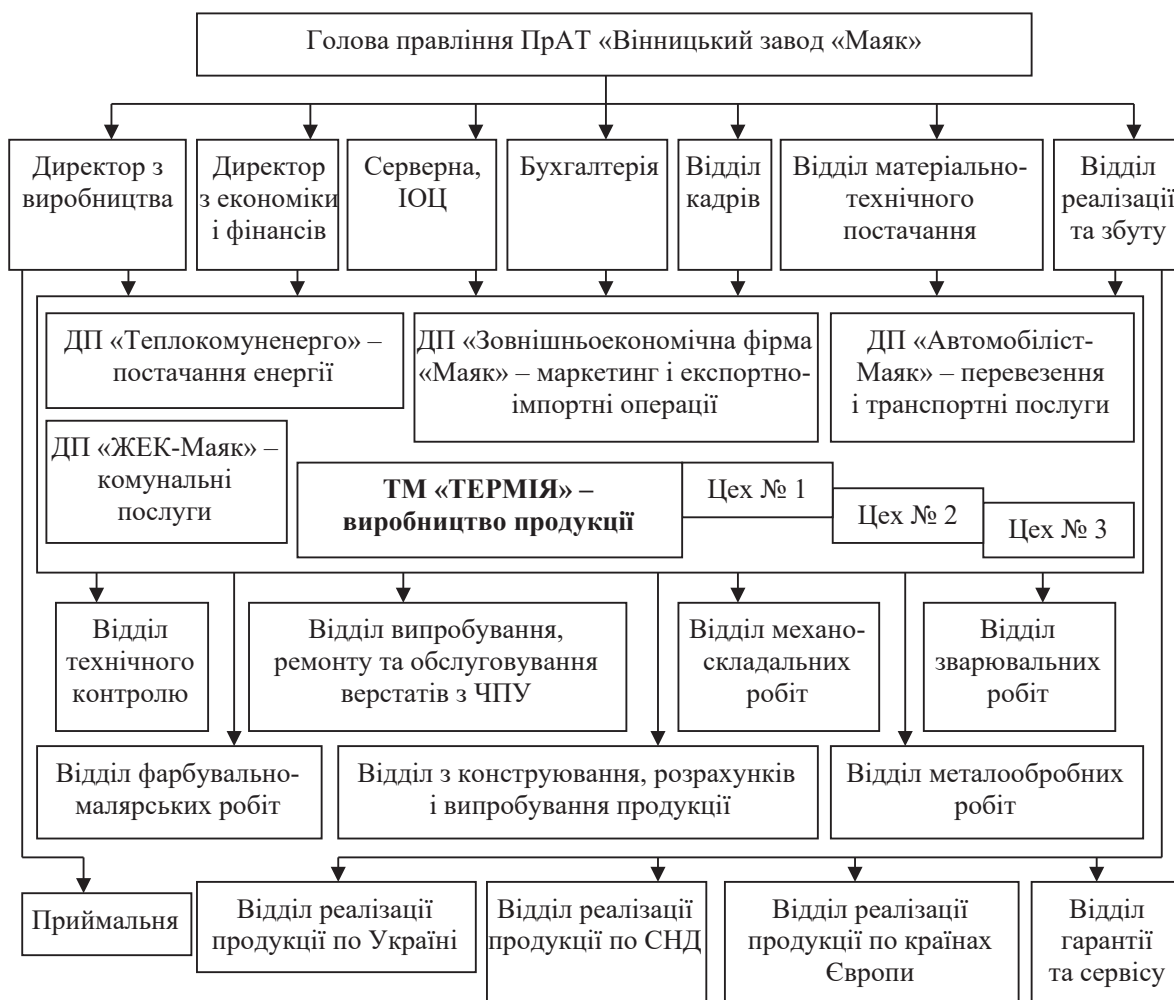 Голова правління ПрАТ «Вінницький завод «Маяк»
Директор з
виробництва
Директор
з економіки
і фінансів
Серверна,
ІОЦ
Бухгалтерія
Відділ
кадрів
Відділ матеріально-
технічного
постачання
Відділ
реалізації
та збуту
ДП «Теплокомуненерго» –
постачання енергії
ДП «Зовнішньоекономічна фірма
«Маяк» – маркетинг і експортно-
імпортні операції
ДП «Автомобіліст-
Маяк» – перевезення
і транспортні послуги
ДП «ЖЕК-Маяк» –
комунальні
послуги
ТМ «ТЕРМІЯ» –
виробництво продукції
Цех № 1
Цех № 2
Цех № 3
Відділ
технічного
контролю
Відділ випробування,
ремонту та обслуговування
верстатів з ЧПУ
Відділ механо-
складальних
робіт
Відділ
зварювальних
робіт
Відділ фарбувально-
малярських робіт
Відділ з конструювання, розрахунків
і випробування продукції
Відділ металообробних
робіт
Приймальня
Відділ реалізації
продукції по Україні
Відділ реалізації
продукції по СНД
Відділ реалізації
продукції по країнах
Європи
Відділ
гарантії
та сервісу